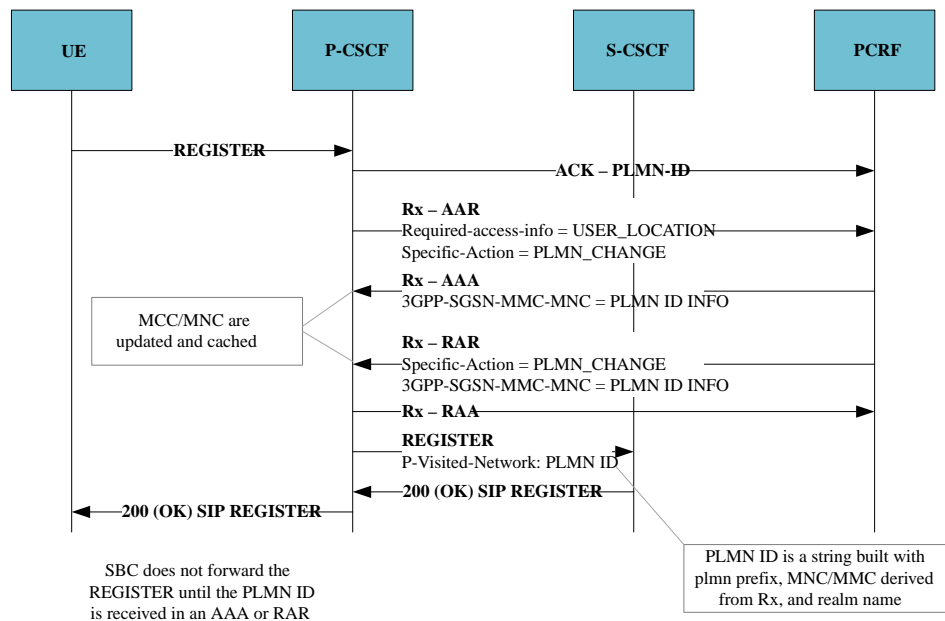 UE
P-CSCF
S-CSCF
PCRF
REGISTER
ACK – PLMN-ID
Rx – AAR
Required-access-info = USER_LOCATION
Specific-Action = PLMN_CHANGE
Rx – AAA
3GPP-SGSN-MMC-MNC = PLMN ID INFO
MCC/MNC are
updated and cached
Rx – RAR
Specific-Action = PLMN_CHANGE
3GPP-SGSN-MMC-MNC = PLMN ID INFO
Rx – RAA
REGISTER
P-Visited-Network: PLMN ID
200 (OK) SIP REGISTER
200 (OK) SIP REGISTER
PLMN ID is a string built with
plmn prefix, MNC/MMC derived
from Rx, and realm name
SBC does not forward the
REGISTER until the PLMN ID
is received in an AAA or RAR